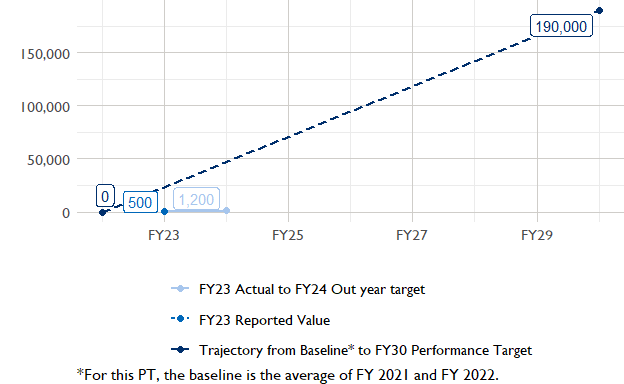 190,000
150,000
100,000
50,000
0
500
1,200
0
FY23
FY25
FY27
FY29
FY23 Actual to FY24 Out year target
FY23 Reported Value
Trajectory from Baseline* to FY30 Performance Target
*For this PT, the baseline is the average of FY 2021 and FY 2022.